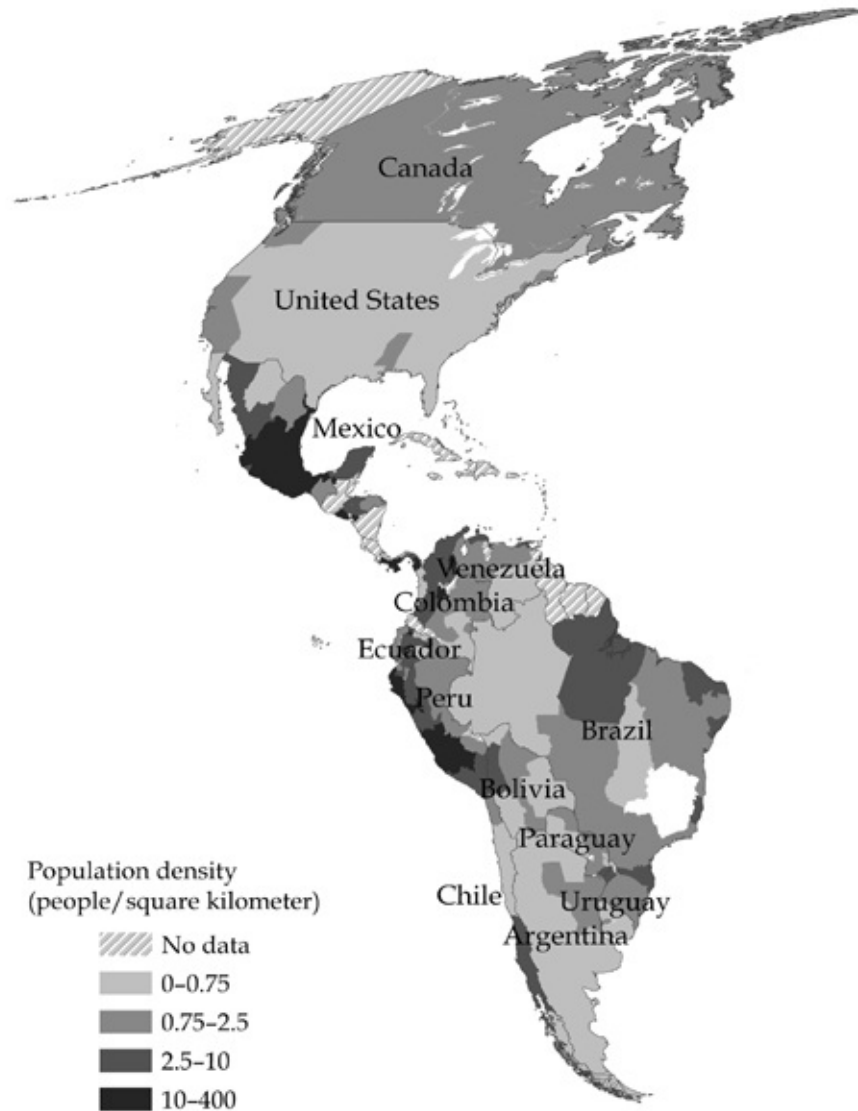 Canada
United States
Mexico
Venezuela
Colombia
Ecuador
Peru
Brazil
Bolivia
Paraguay
Chile
Uruguay
Argentina
Population density
(people/square kilometer)
No data
0–0.75
0.75–2.5
2.5–10
10–400